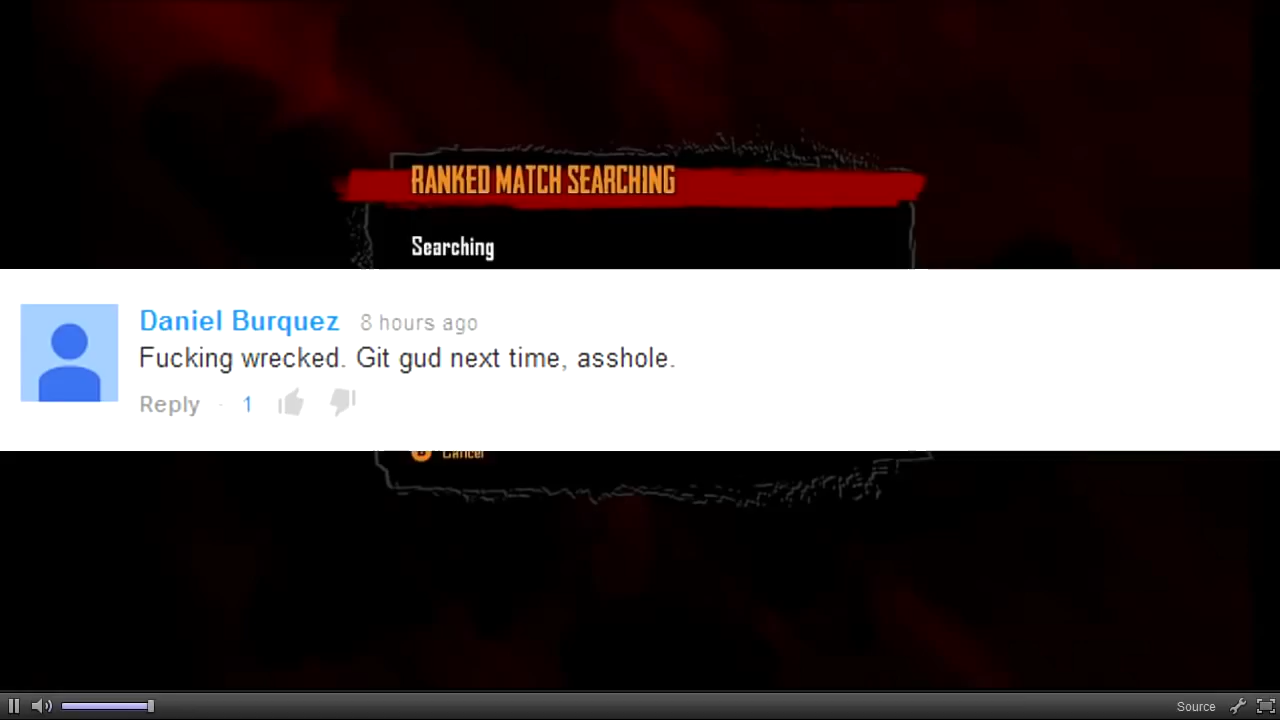 RANKED MATCH SEARCHING
Searching
Daniel Burquez 8 hours ago
Fucking wrecked. Git gud next time, asshole.
Reply · 1
Cancel
Source